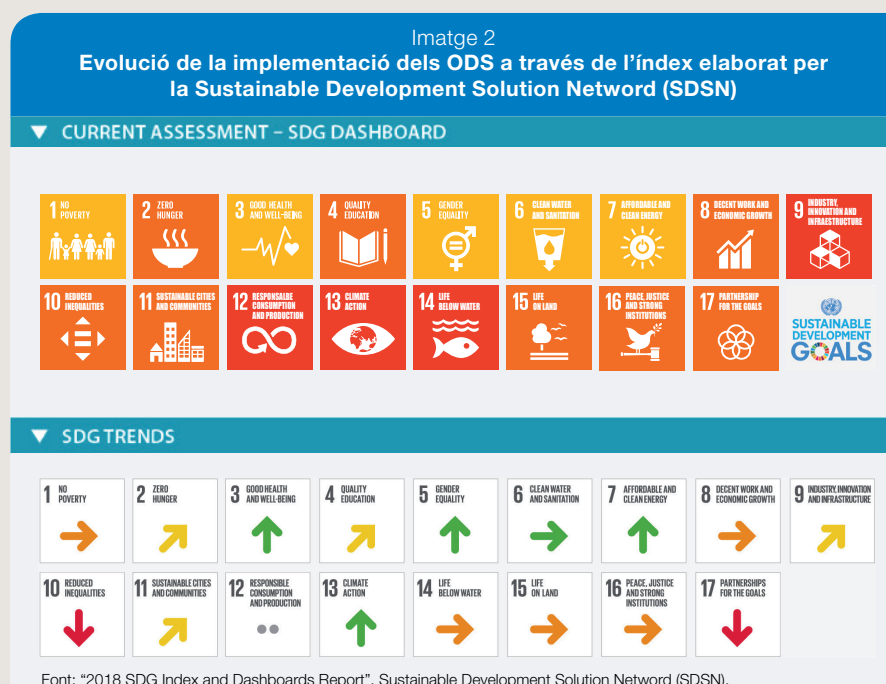 Imatge 2
Evolució de la implementació dels ODS a través de l'índex elaborat per
la Sustainable Development Solution Netword (SDSN)
▼ CURRENT ASSESSMENT – SDG DASHBOARD
1 NO
POVERTY
2 ZERO
HUNGER
3 GOOD HEALTH
AND WELL-BEING
4 QUALITY
EDUCATION
5 GENDER
EQUALITY
6 CLEAN WATER
AND SANITATION
7 AFFORDABLE AND
CLEAN ENERGY
8 DECENT WORK AND
ECONOMIC GROWTH
9 INDUSTRY,
INNOVATION AND
INFRAESTRUCTURE
10 REDUCED
INEQUALITIES
11 SUSTAINABLE CITIES
AND COMMUNITIES
12 RESPONSALBE
CONSUMPTION
AND PRODUCTION
13 CLIMATE
ACTION
14 LIFE
BELOW WATER
15 LIFE
ON LAND
16 PEACE, JUSTICE
AND STRONG
INSTITUTIONS
17 PARTNERSHIP
FOR THE GOALS
SUSTAINABLE
DEVELOPMENT
GOALS
▼ SDG TRENDS
1 NO
POVERTY
2 ZERO
HUNGER
3 GOOD HEALTH
AND WELL-BEING
4 QUALITY
EDUCATION
5 GENDER
EQUALITY
6 CLEAN WATER
AND SANITATION
7 AFFORDABLE AND
CLEAN ENERGY
8 DECENT WORK AND
ECONOMIC GROWTH
9 INDUSTRY, INNOVATION
AND INFRASTRUCTURE
10 REDUCED
INEQUALITIES
11 SUSTAINABLE CITIES
AND COMMUNITIES
12 RESPONSIBLE
CONSUMPTION
AND PRODUCTION
13 CLIMATE
ACTION
14 LIFE
BELOW WATER
15 LIFE
ON LAND
16 PEACE, JUSTICE
AND STRONG
INSTITUTIONS
17 PARTNERSHIPS
FOR THE GOALS
Font: "2018 SDG Index and Dashboards Report". Sustainable Development Solution Netword (SDSN).